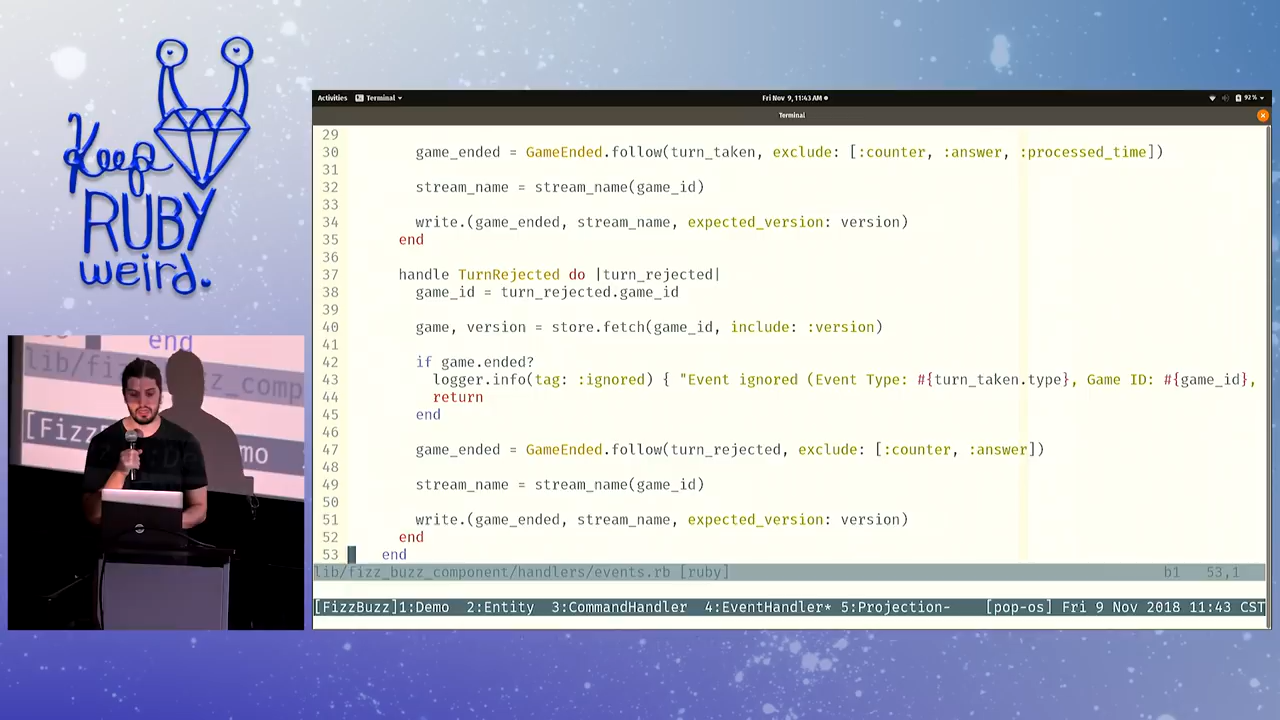 Keep
RUBY
weird.
Activities Terminal
Fri Nov 9, 11:43 AM
92%
Terminal
29
30 game_ended = GameEnded.follow(turn_taken, exclude: [:counter, :answer, :processed_time])
31
32 stream_name = stream_name(game_id)
33
34 write.(game_ended, stream_name, expected_version: version)
35 end
36
37 handle TurnRejected do |turn_rejected|
38 game_id = turn_rejected.game_id
39
40 game, version = store.fetch(game_id, include: :version)
41
42 if game.ended?
43 logger.info(tag: :ignored) { "Event ignored (Event Type: #{turn_taken.type}, Game ID: #{game_id},
44 return
45 end
46
47 game_ended = GameEnded.follow(turn_rejected, exclude: [:counter, :answer])
48
49 stream_name = stream_name(game_id)
50
51 write.(game_ended, stream_name, expected_version: version)
52 end
53 end
lib/fizz_buzz_component/handlers/events.rb [ruby] b1 53,1
[FizzBuzz]1:Demo 2:Entity 3:CommandHandler 4:EventHandler* 5:Projection- [pop-os] Fri 9 Nov 2018 11:43 CST
end
lib/fi zz_comp
[Fizz mo